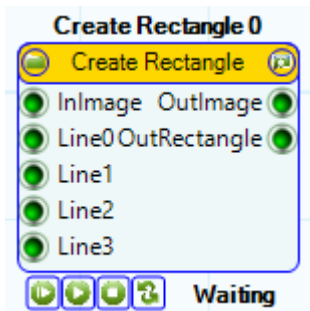 Create Rectangle 0
Create Rectangle
InImage OutImage
Line0 OutRectangle
Line1
Line2
Line3
Waiting